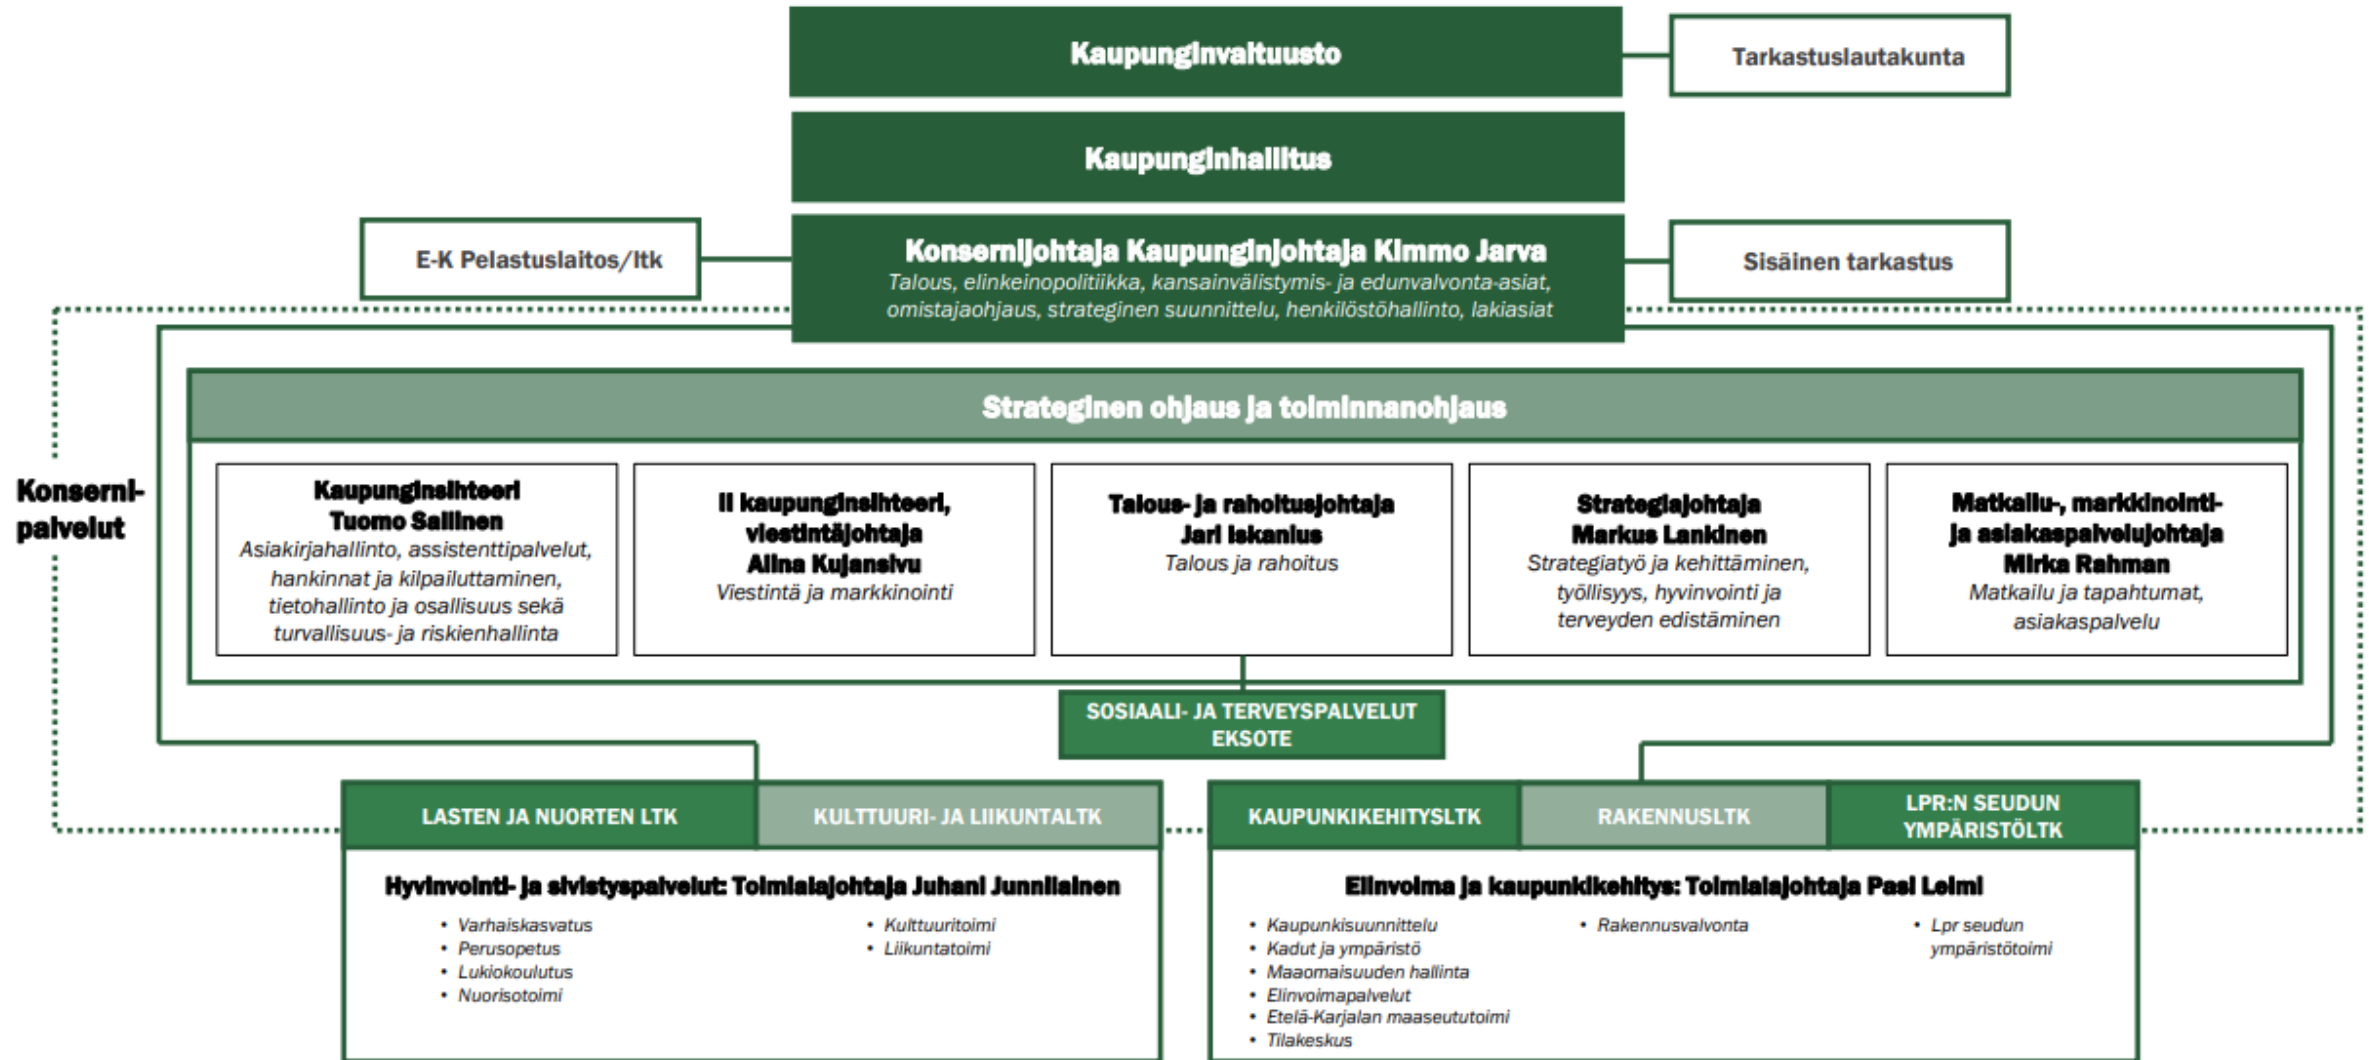 Kaupunginvaltuusto
Tarkastuslautakunta
Kaupunginhallitus
E-K Pelastuslaitos/ltk
Konsernijohtaja Kaupunginjohtaja Kimmo Jarva
Talous, elinkeinopolitiikka, kansainvälistymis- ja edunvalvonta-asiat,
omistajaohjaus, strateginen suunnittelu, henkilöstöhallinto, lakiasiat
Sisäinen tarkastus
Strateginen ohjaus ja toiminnanohjaus
Konserni-
palvelut
Kaupunginsihteeri
Tuomo Sallinen
Asiakirjahallinto, assistenttipalvelut,
hankinnat ja kilpailuttaminen,
tietohallinto ja osallisuus sekä
turvallisuus- ja riskienhallinta
II kaupunginsihteeri,
viestintäjohtaja
Alina Kujansivu
Viestintä ja markkinointi
Talous- ja rahoitusjohtaja
Jari Iskanius
Talous ja rahoitus
Strategiajohtaja
Markus Lankinen
Strategiatyö ja kehittäminen,
työllisyys, hyvinvointi ja
terveyden edistäminen
Matkailu-, markkinointi-
ja asiakaspalvelujohtaja
Mirka Rahman
Matkailu ja tapahtumat,
asiakaspalvelu
SOSIAALI- JA TERVEYSPALVELUT
EKSOTE
LASTEN JA NUORTEN LTK
KULTTUURI- JA LIIKUNTALTK
Hyvinvointi- ja sivistyspalvelut: Toimialajohtaja Juhani Junnilainen
• Varhaiskasvatus
• Perusopetus
• Lukiokoulutus
• Nuorisotoimi
• Kulttuuritoimi
• Liikuntatoimi
KAUPUNKIKEHITYSLTK
RAKENNUSLTK
LPR:N SEUDUN
YMPÄRISTÖLTK
Elinvoima ja kaupunkikehitys: Toimialajohtaja Pasi Leimi
• Kaupunkisuunnittelu
• Kadut ja ympäristö
• Maaomaisuuden hallinta
• Elinvoimapalvelut
• Etelä-Karjalan maaseututoimi
• Tilakeskus
• Rakennusvalvonta
• Lpr seudun
ympäristötoimi